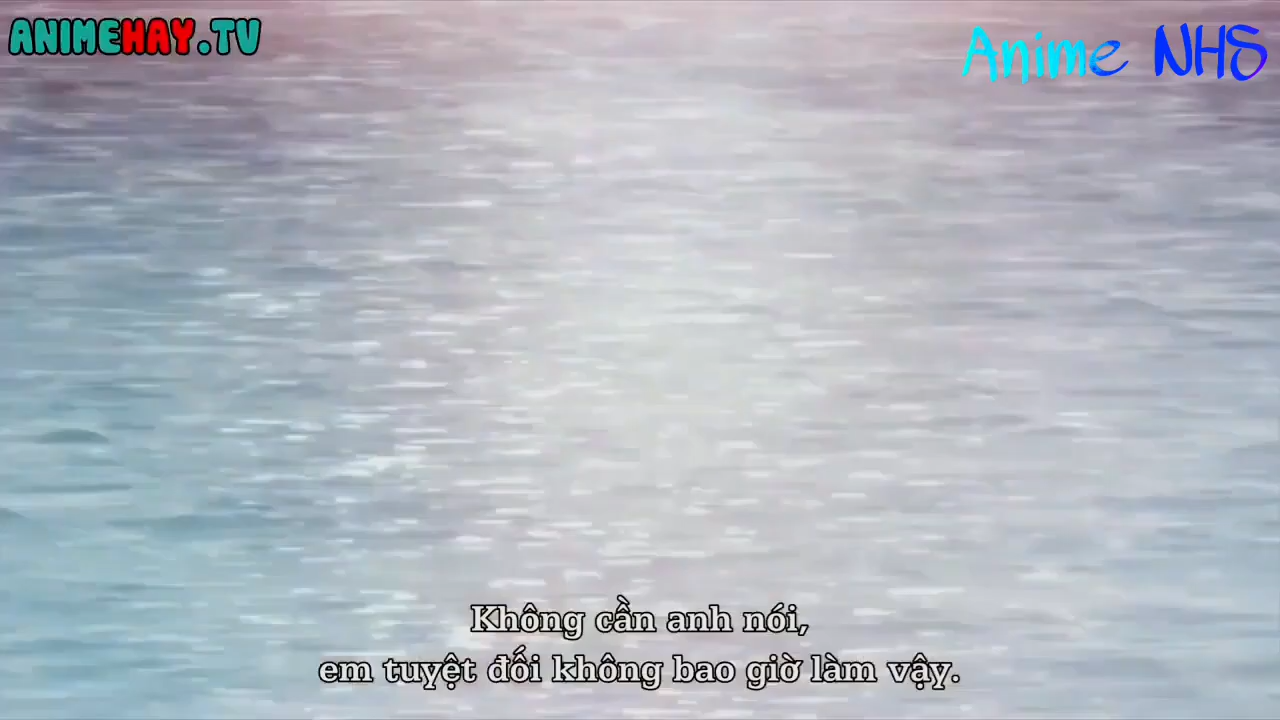 ANIMEHAY.TV
Anime NHS
Không cần anh nói,
em tuyệt đối không bao giờ làm vậy.